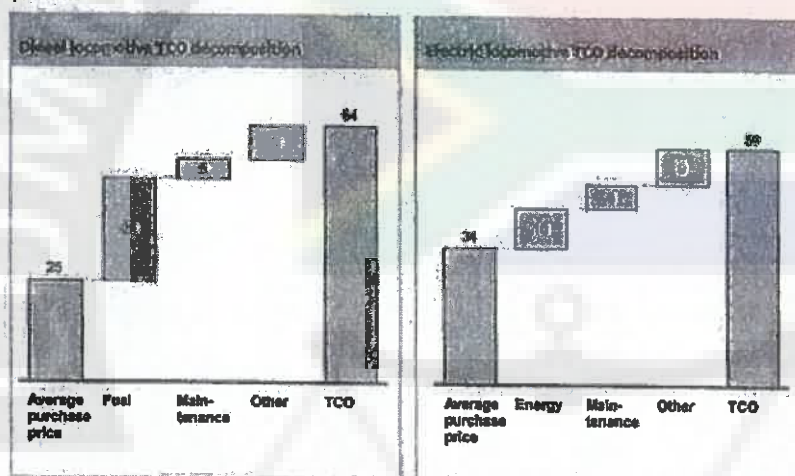 Diesel locomotive TCO decomposition
64
25
Average
purchase
price
Fuel
Main-
tenance
Other
TCO
Electric locomotive TCO decomposition
59
34
Average
purchase
price
Energy
Main-
tenance
Other
TCO